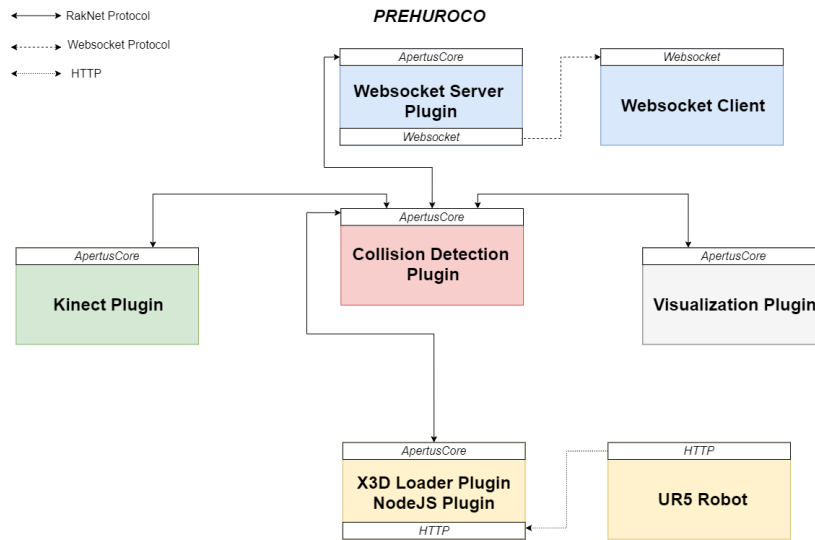 RakNet Protocol
PREHUROCO
Websocket Protocol
HTTP
ApertusCore
Websocket Server
Plugin
Websocket
Websocket
Websocket Client
ApertusCore
Collision Detection
Plugin
ApertusCore
Kinect Plugin
ApertusCore
Visualization Plugin
ApertusCore
X3D Loader Plugin
NodeJS Plugin
HTTP
HTTP
UR5 Robot